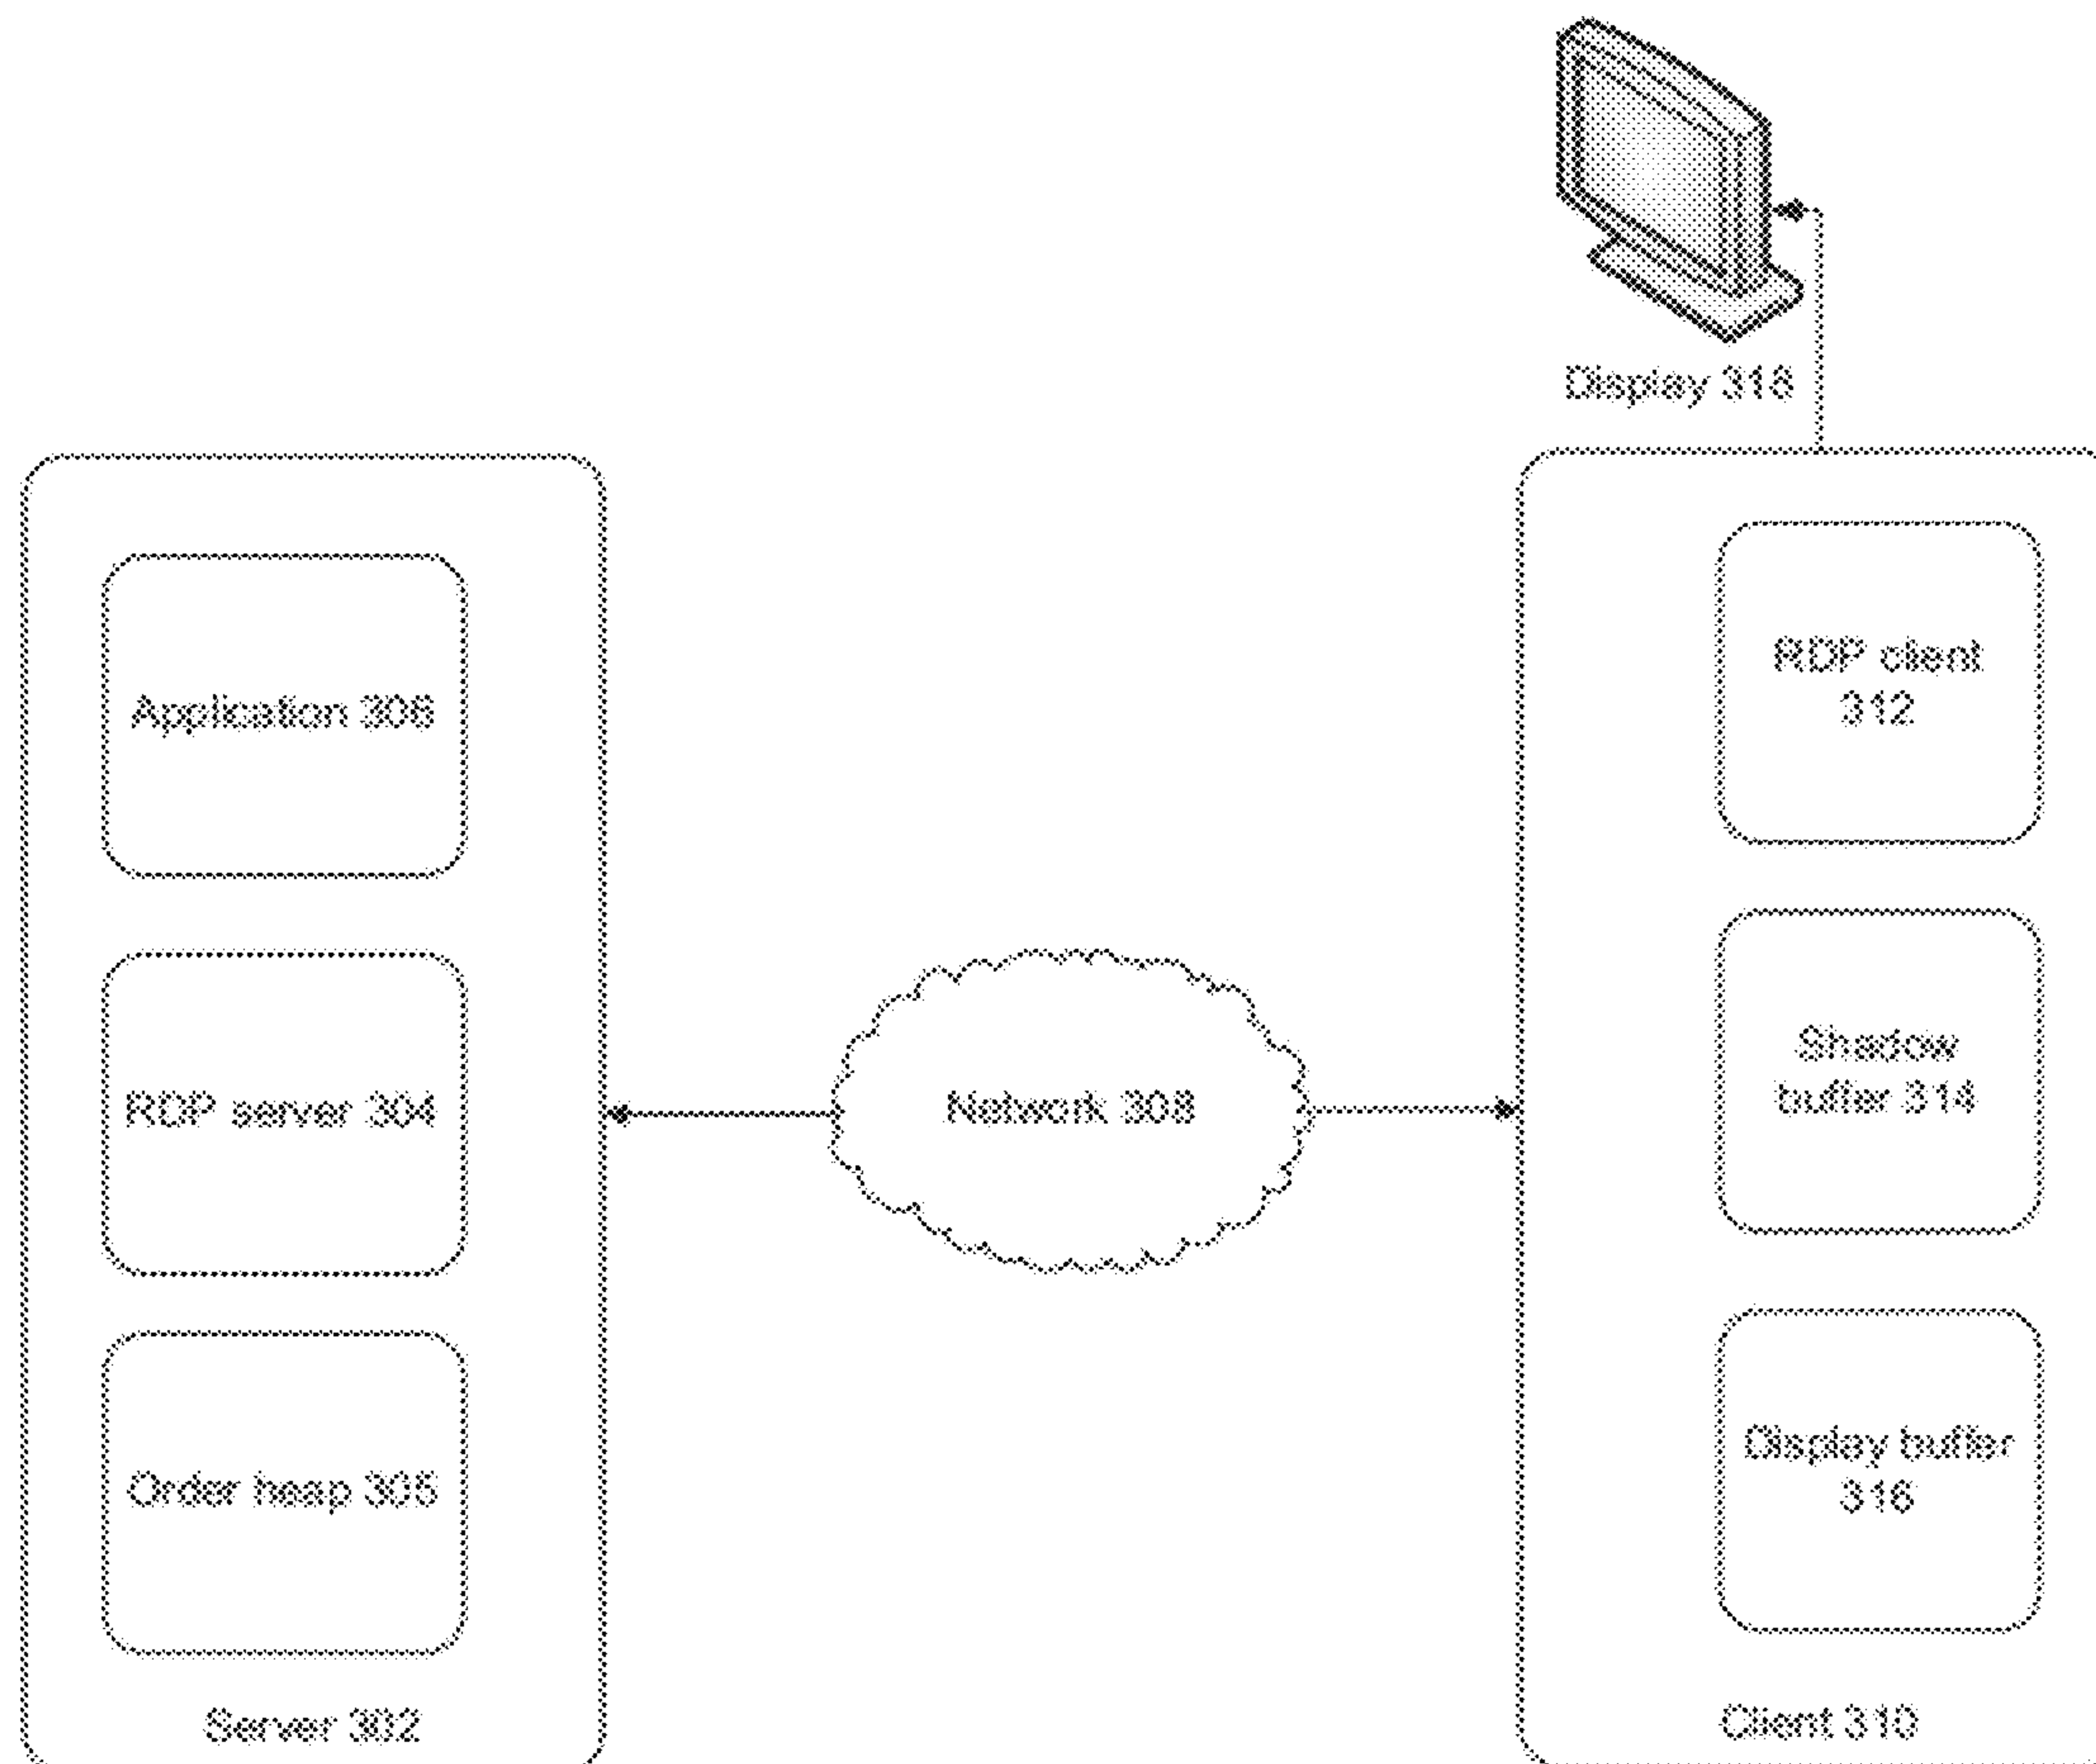 Display 318
Application 306
RDP server 304
Order heap 305
Server 302
Network 308
RDP client
312
Shadow
buffer 314
Display buffer
316
Client 310